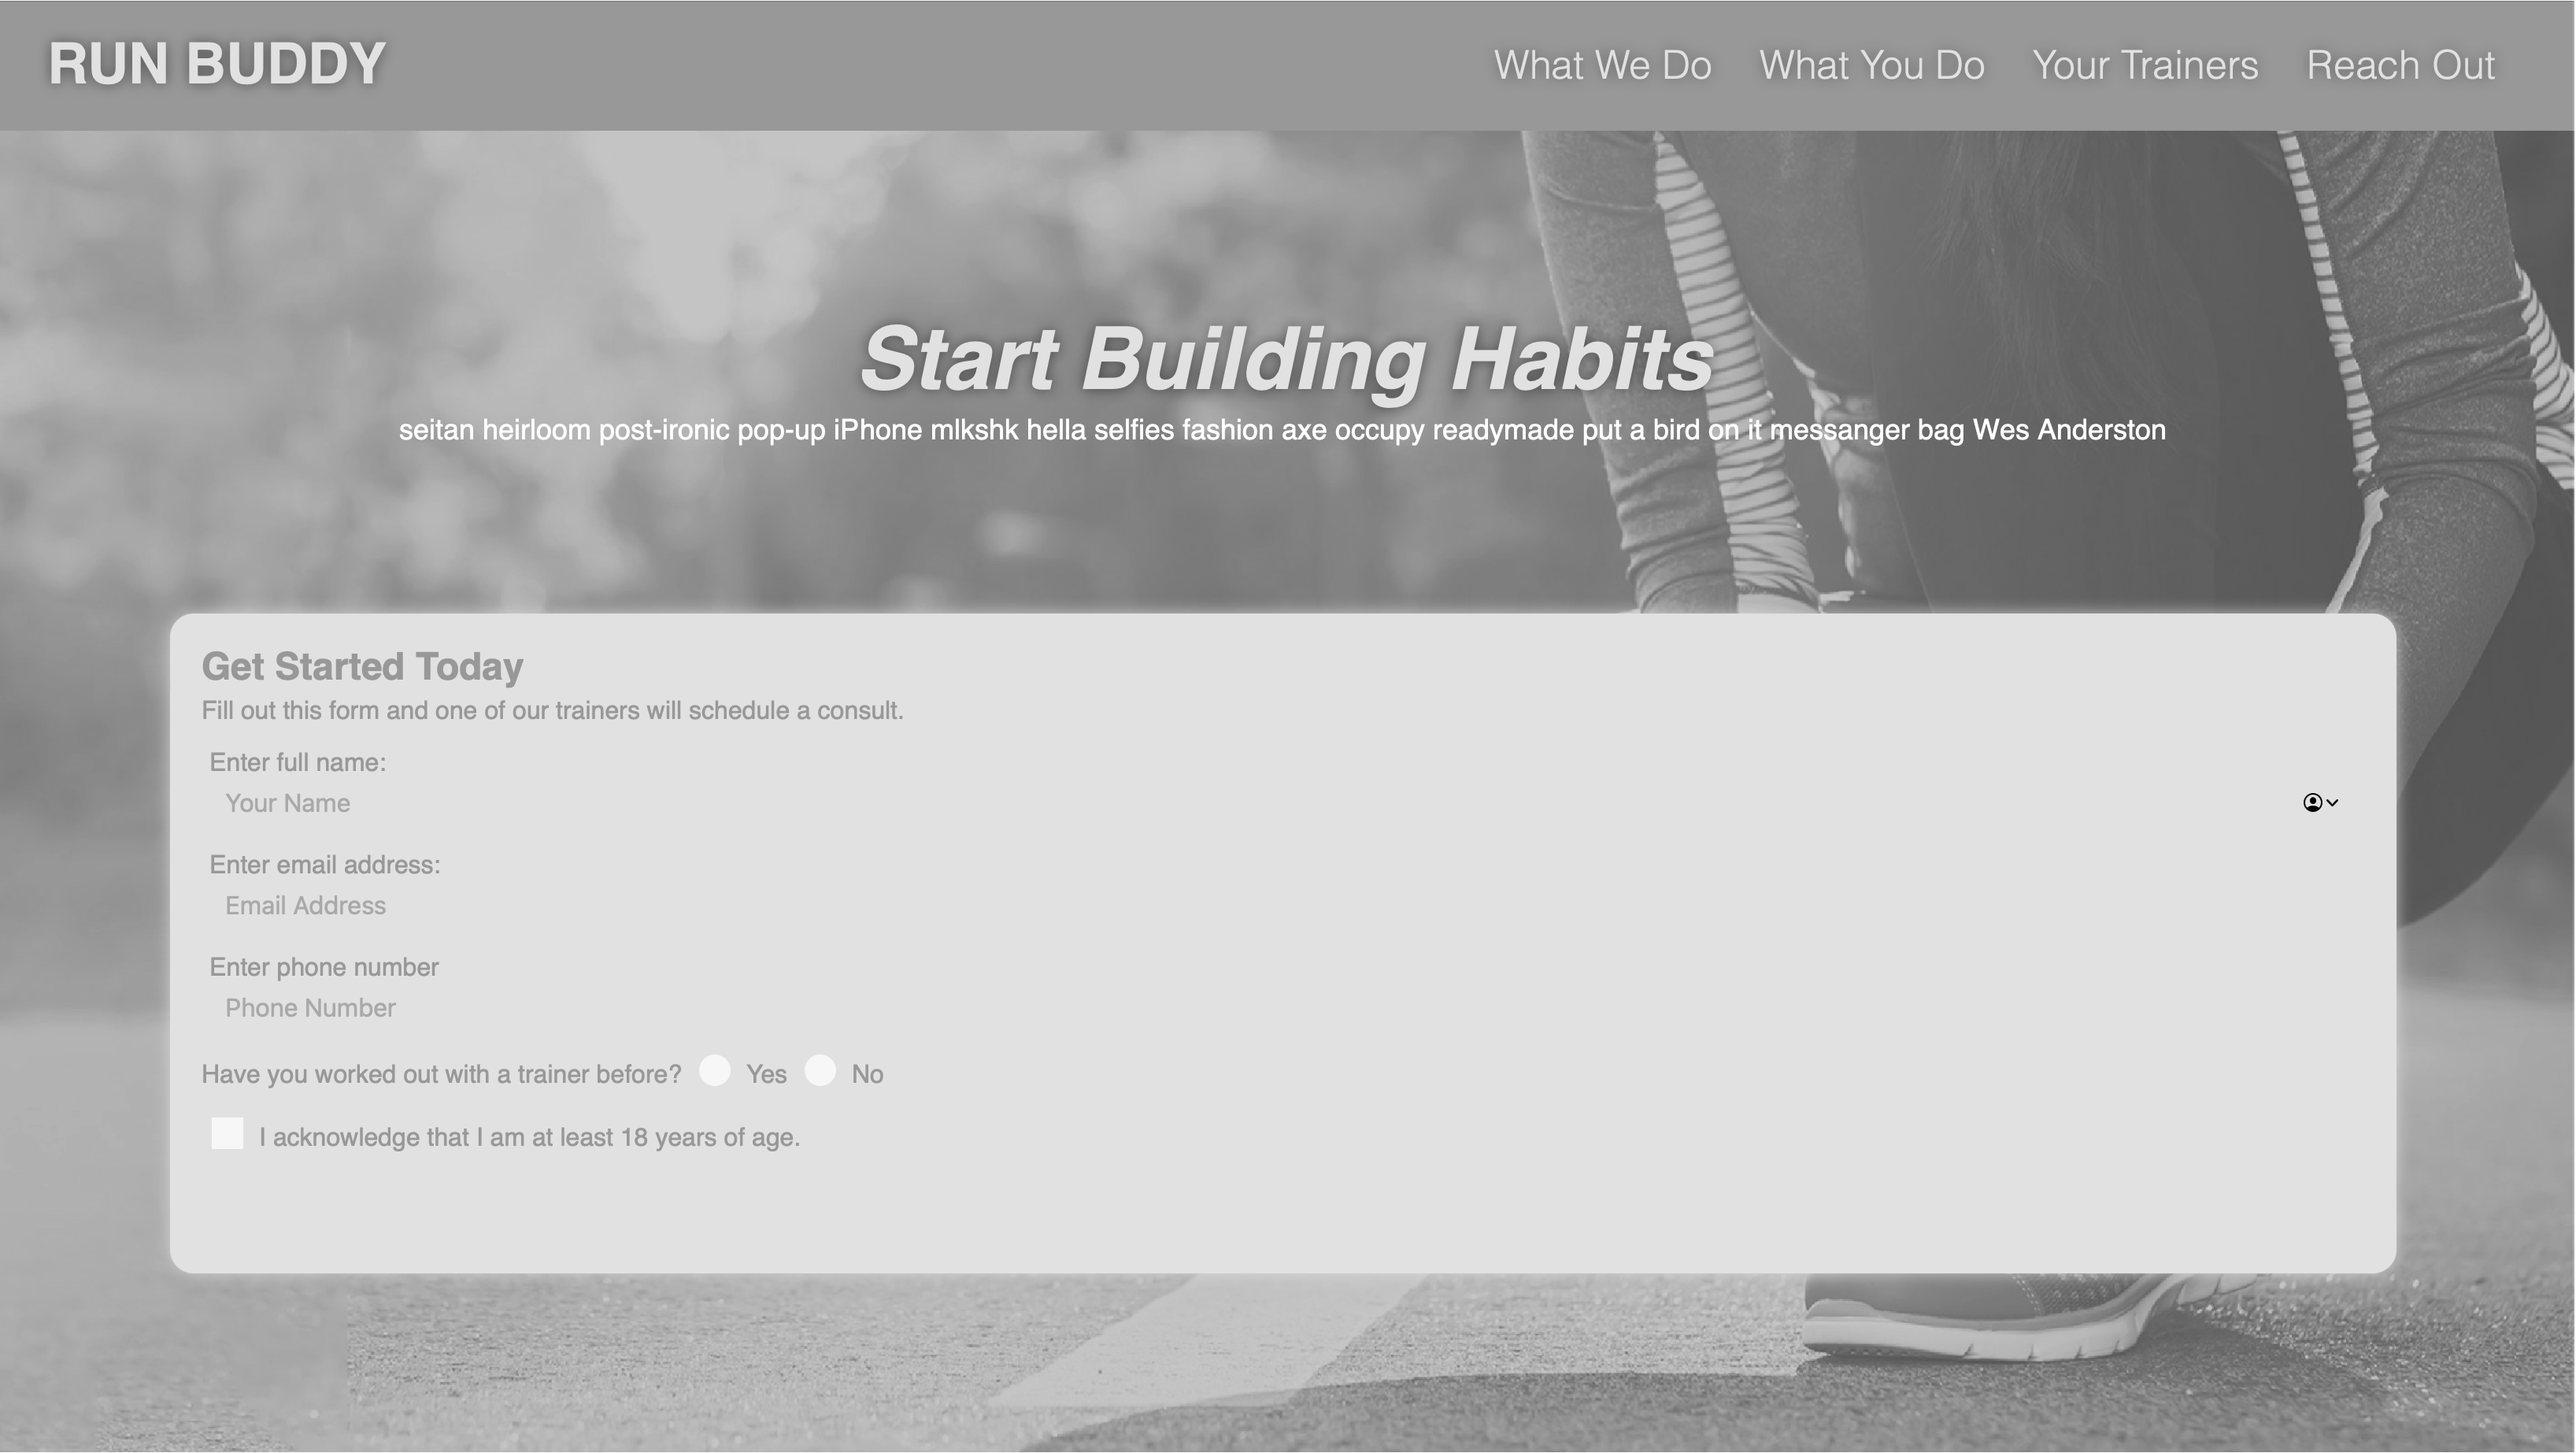 RUN BUDDY
What We Do What You Do Your Trainers Reach Out
Start Building Habits
seitan heirloom post-ironic pop-up iPhone mlkshk hella selfies fashion axe occupy readymade put a bird on it messanger bag Wes Anderston
Get Started Today
Fill out this form and one of our trainers will schedule a consult.
Enter full name:
Your Name
Enter email address:
Email Address
Enter phone number
Phone Number
Have you worked out with a trainer before? Yes No
I acknowledge that I am at least 18 years of age.